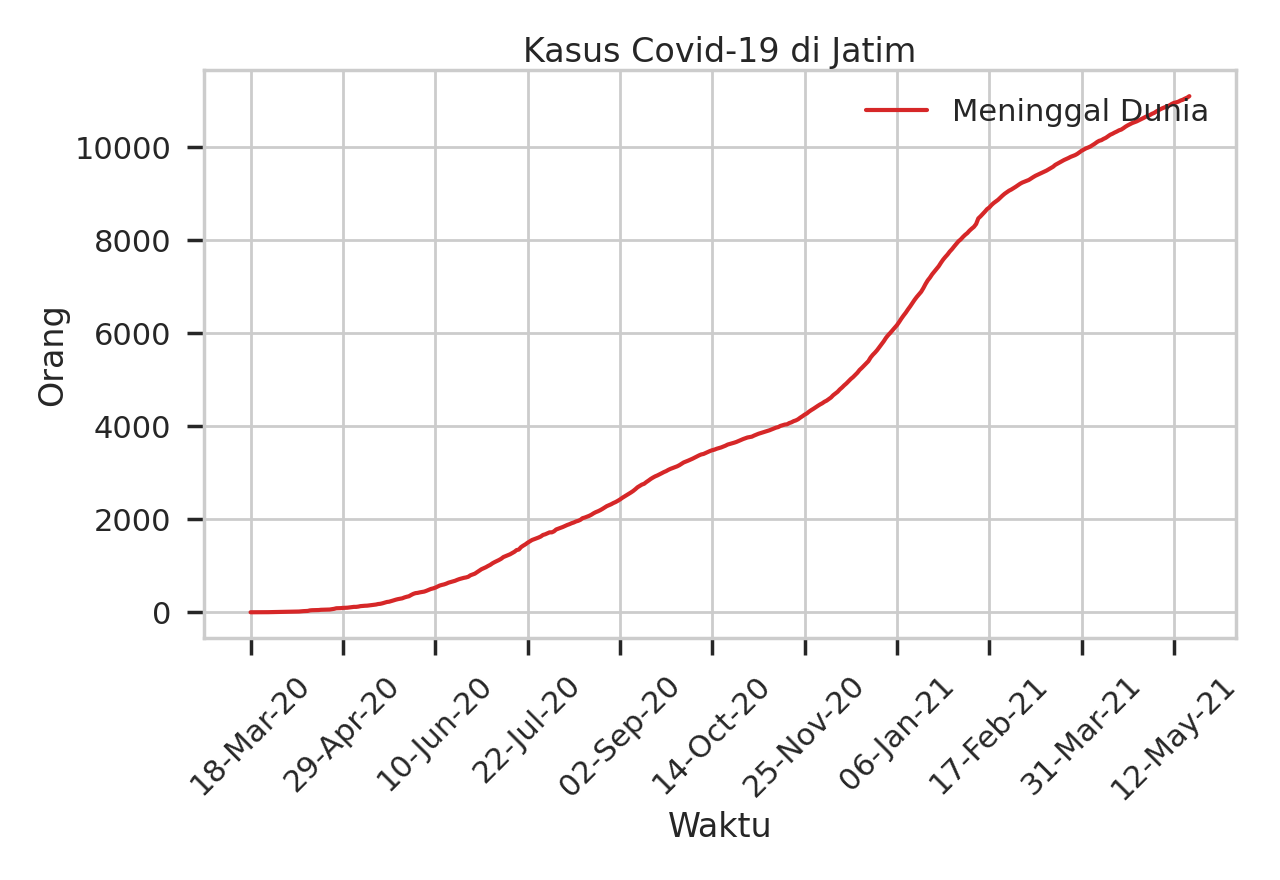 Kasus Covid-19 di Jatim
Meninggal Dunia
10000
8000
6000
4000
2000
0
Orang
18-Mar-20
29-Apr-20
10-Jun-20
22-Jul-20
02-Sep-20
14-Oct-20
25-Nov-20
06-Jan-21
17-Feb-21
31-Mar-21
12-May-21
Waktu